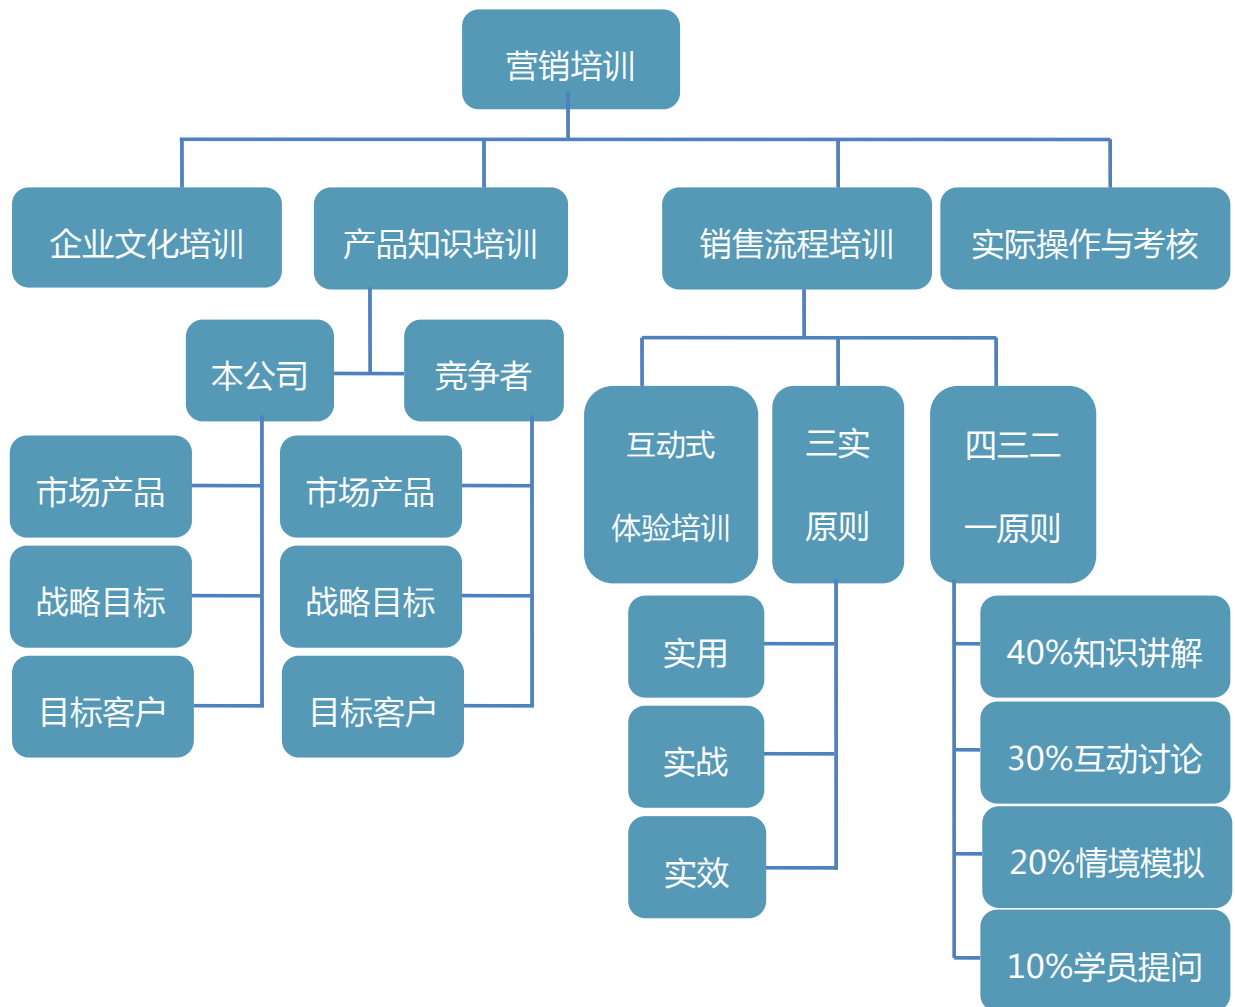 营销培训
企业文化培训
产品知识培训
销售流程培训
实际操作与考核
本公司
竞争者
市场产品
战略目标
目标客户
市场产品
战略目标
目标客户
互动式
体验培训
三实
原则
四三二
一原则
实用
实战
实效
40%知识讲解
30%互动讨论
20%情境模拟
10%学员提问